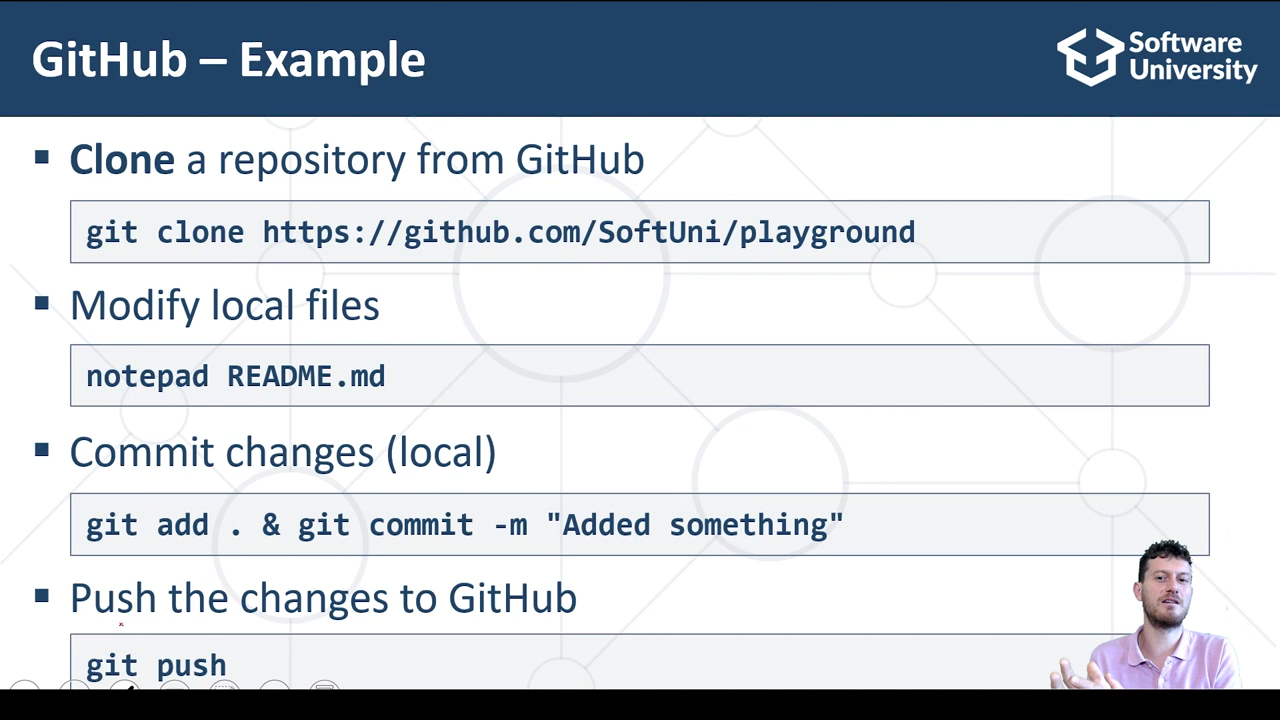 GitHub – Example
Software
University
▪ Clone a repository from GitHub
git clone https://github.com/SoftUni/playground
▪ Modify local files
notepad README.md
▪ Commit changes (local)
git add . & git commit -m "Added something"
▪ Push the changes to GitHub
git push